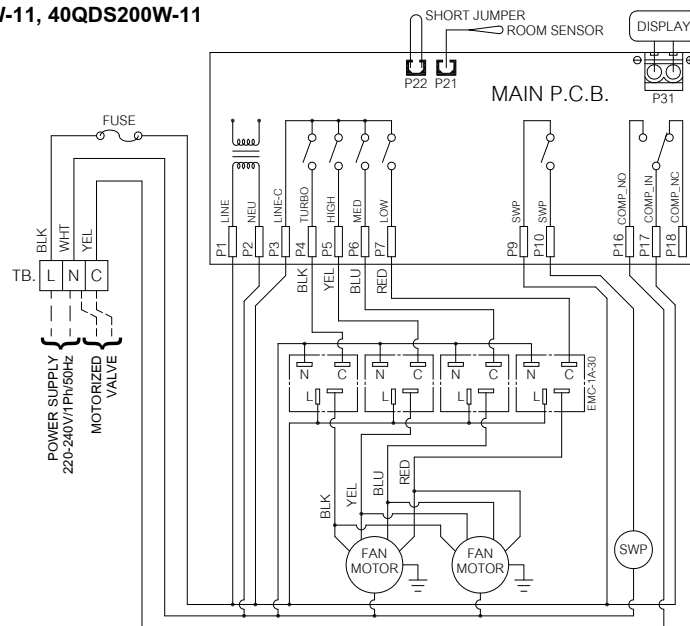 W-11, 40QDS200W-11
SHORT JUMPER
ROOM SENSOR
DISPLAY
P22
P21
P31
MAIN P.C.B.
FUSE
LINE
NEU
LINE-C
TURBO
HIGH
MED
LOW
SWP
SWP
COMP_NO
COMP_IN
COMP_NC
P1
P2
P3
P4
P5
P6
P7
P9
P10
P16
P17
P18
BLK
WHT
YEL
TB.
L
N
C
BLK
YEL
BLU
RED
POWER SUPPLY
220-240V/1Ph/50Hz
MOTORIZED
VALVE
N
C
L
N
C
L
N
C
L
N
C
L
EMC-1A-30
BLK
YEL
BLU
RED
FAN
MOTOR
FAN
MOTOR
SWP